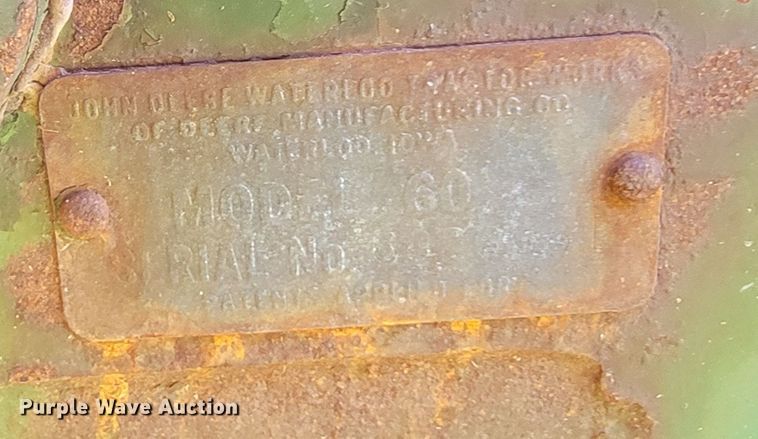 JOHN DEERE WATERLOO TRACTOR WORKS
OF DEERE MANUFACTURING CO.
WATERLOO, IOWA
MODEL 60
SERIAL No.
PATENTS APPLIED FOR
Purple Wave Auction